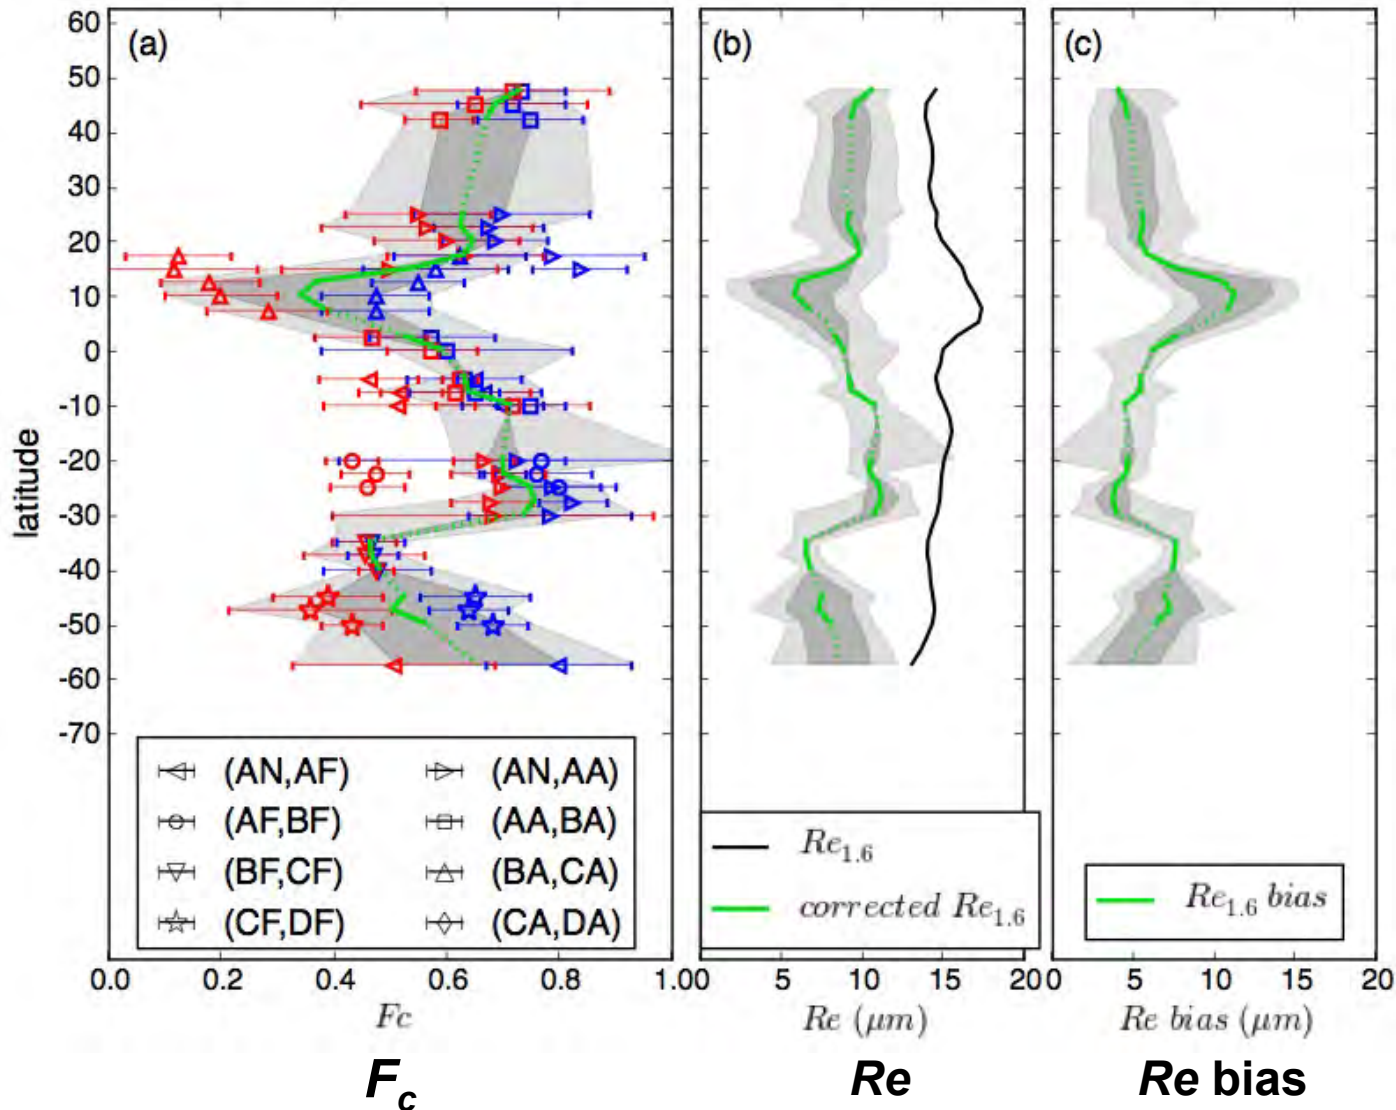 (a)
(b)
(c)
60
50
40
30
20
10
0
-10
-20
-30
-40
-50
-60
-70
latitude
(AN,AF) (AN,AA)
(AF,BF) (AA,BA)
(BF,CF) (BA,CA)
(CF,DF) (CA,DA)
Re1.6
corrected Re1.6
Re1.6 bias
0.0 0.2 0.4 0.6 0.8 1.0
0 5 10 15 20
0 5 10 15 20
Fc
Re (μm)
Re bias (μm)
Fc
Re
Re bias